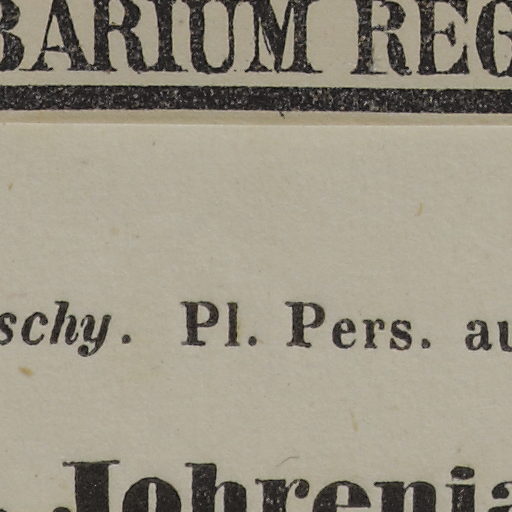 BARIUM REG
schy. Pl. Pers. au
. Johrenia